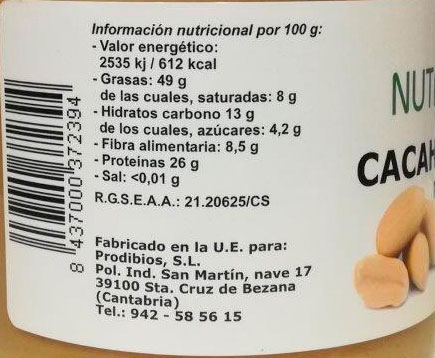 Información nutricional por 100 g:
- Valor energético:
2535 kj / 612 kcal
- Grasas: 49 g
de las cuales, saturadas: 8 g
- Hidratos carbono 13 g
de los cuales, azúcares: 4,2 g
- Fibra alimentaria: 8,5 g
- Proteínas 26 g
- Sal: <0,01 g
R.G.S.E.A.A.: 21.20625/CS
Fabricado en la U.E. para:
Prodibios, S.L.
Pol. Ind. San Martín, nave 17
39100 Sta. Cruz de Bezana
(Cantabria)
Tel.: 942 - 58 56 15
8 437000 372394
NUT
CACAH